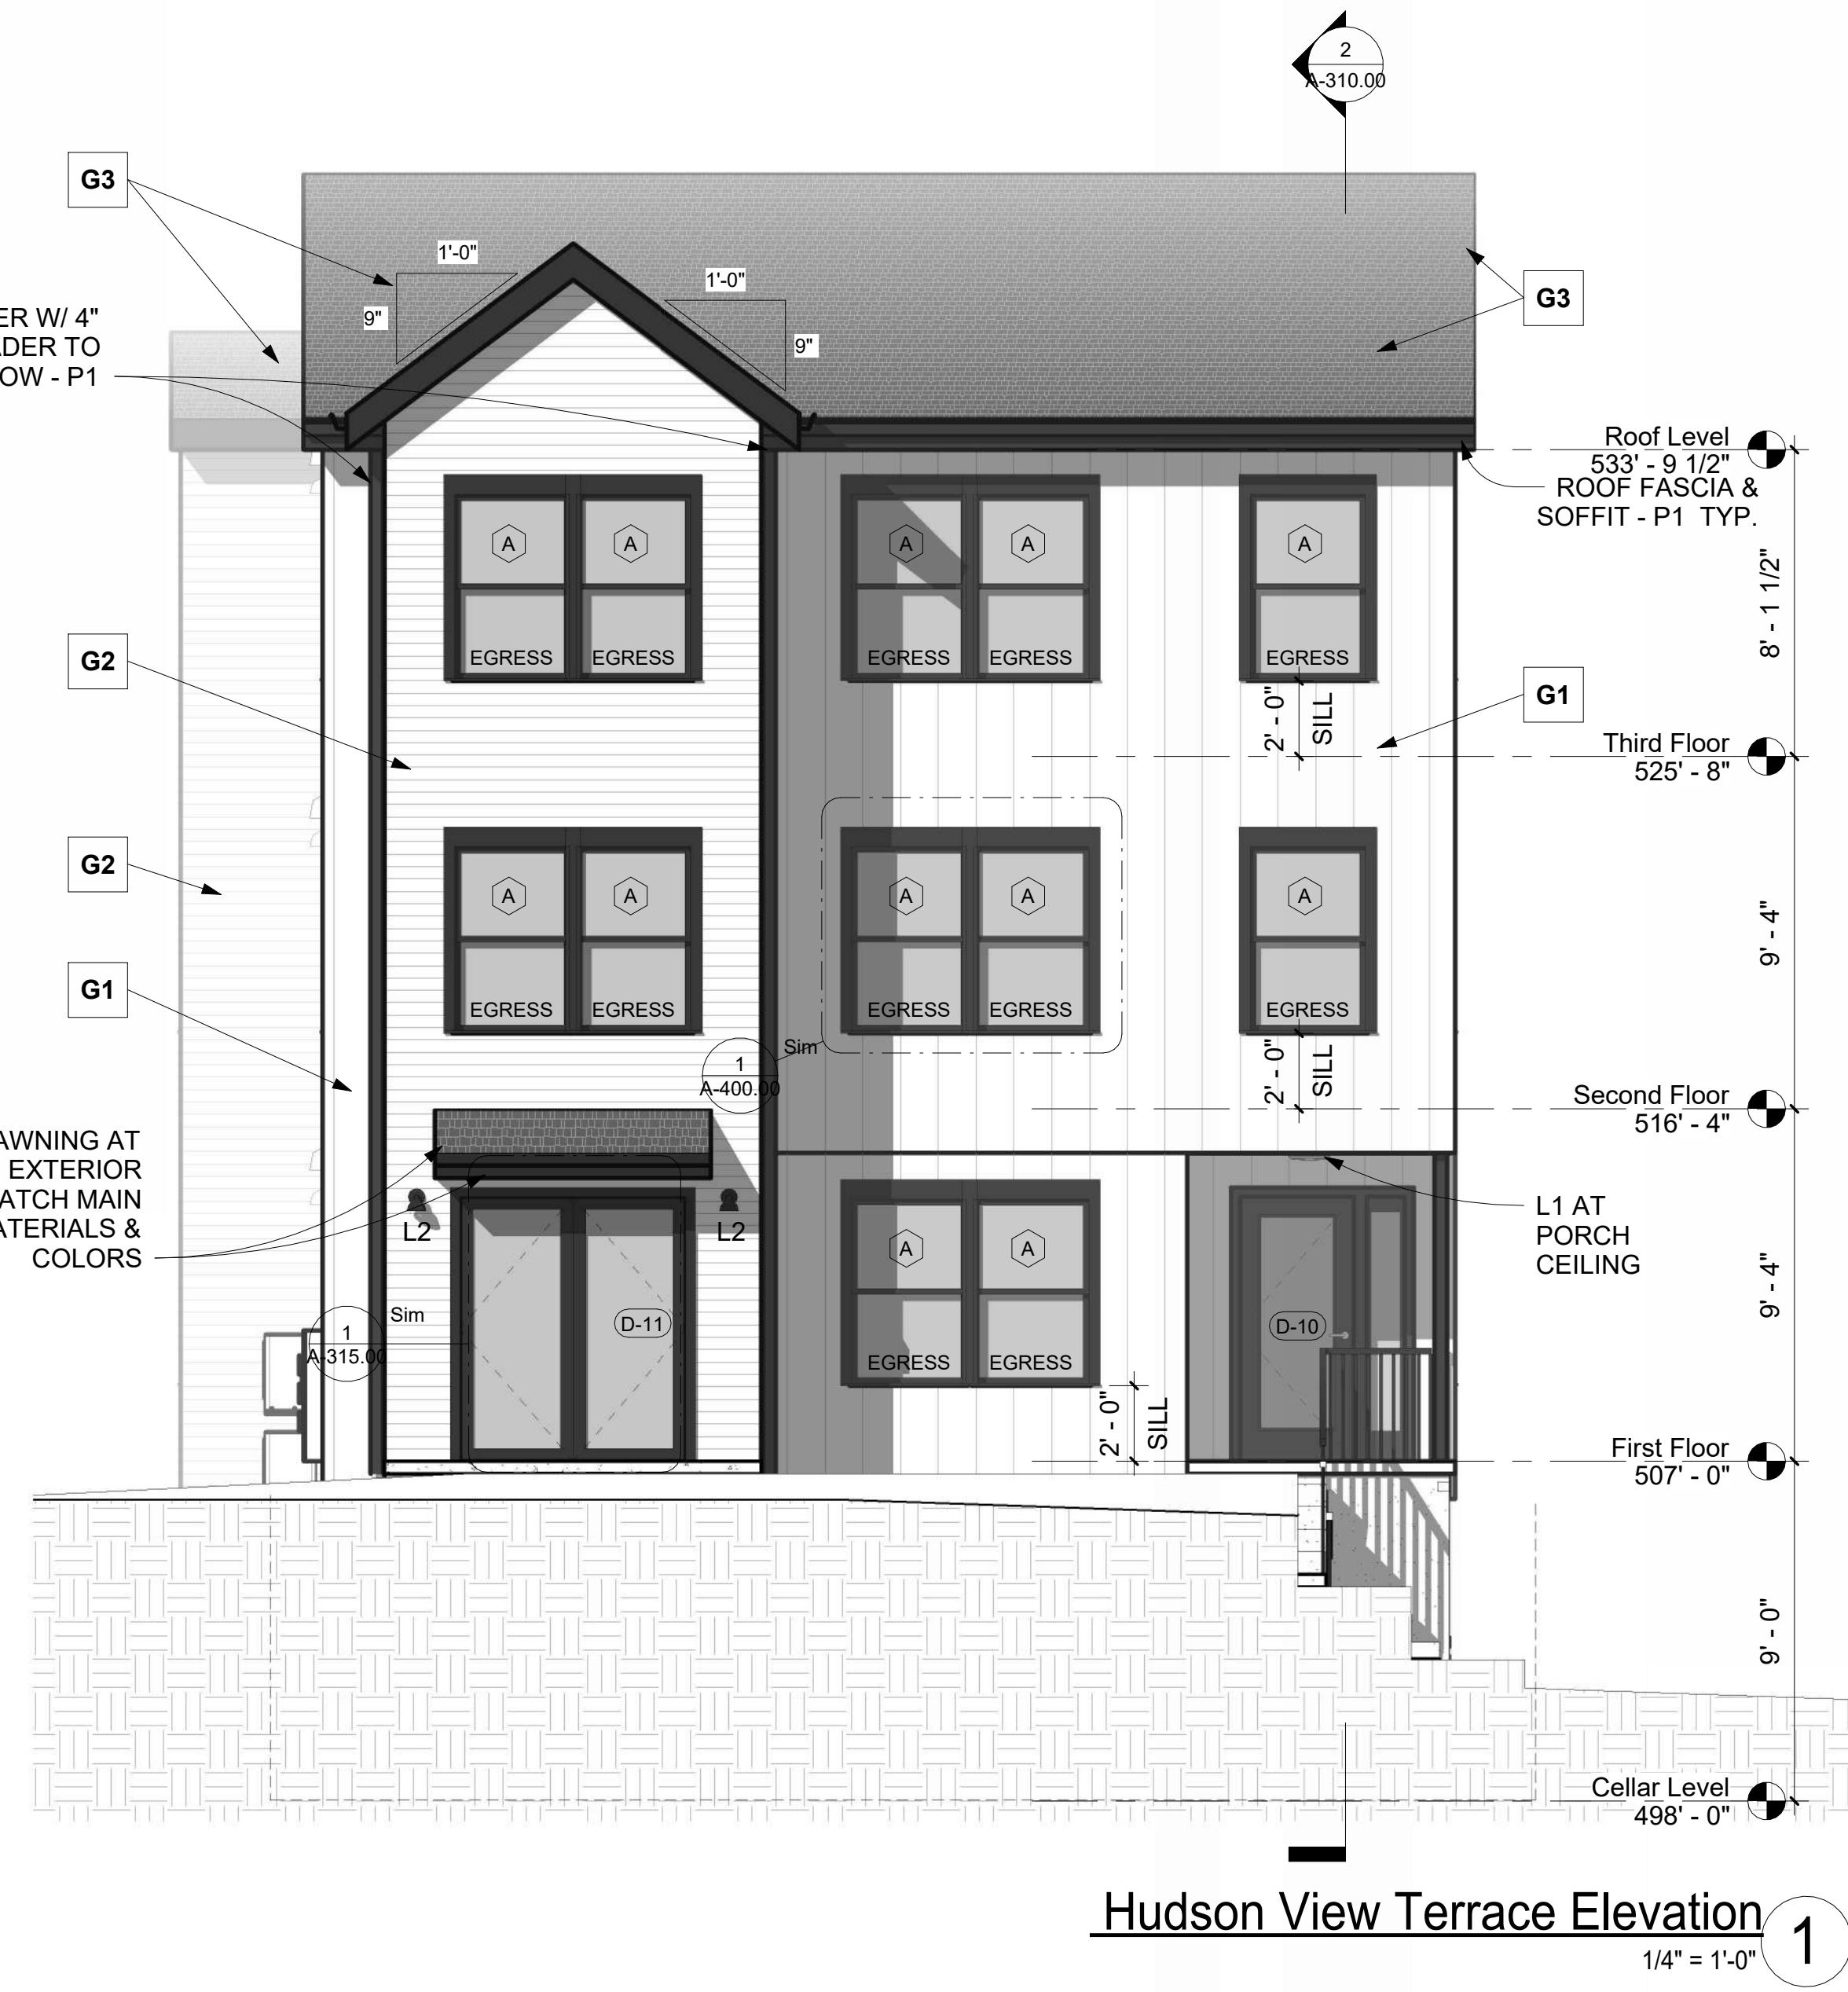 2
A-310.00
G3
1'-0"
9"
1'-0"
9"
G3
W/ 4"
TO
- P1
Roof Level
533' - 9 1/2"
ROOF FASCIA &
SOFFIT - P1 TYP.
8' - 1 1/2"
A
A
A
A
A
EGRESS
EGRESS
EGRESS
EGRESS
EGRESS
G2
2' - 0"
SILL
G1
Third Floor
525' - 8"
G2
A
A
A
A
A
9' - 4"
G1
EGRESS
EGRESS
EGRESS
EGRESS
EGRESS
1
A-400.00
Sim
2' - 0"
SILL
Second Floor
516' - 4"
AWNING AT
EXTERIOR
MAIN
&
COLORS
L2
L2
A
A
L1 AT
PORCH
CEILING
9' - 4"
1
A-315.00
Sim
D-11
D-10
EGRESS
EGRESS
2' - 0"
SILL
First Floor
507' - 0"
9' - 0"
Cellar Level
498' - 0"
Hudson View Terrace Elevation
1
1/4" = 1'-0"